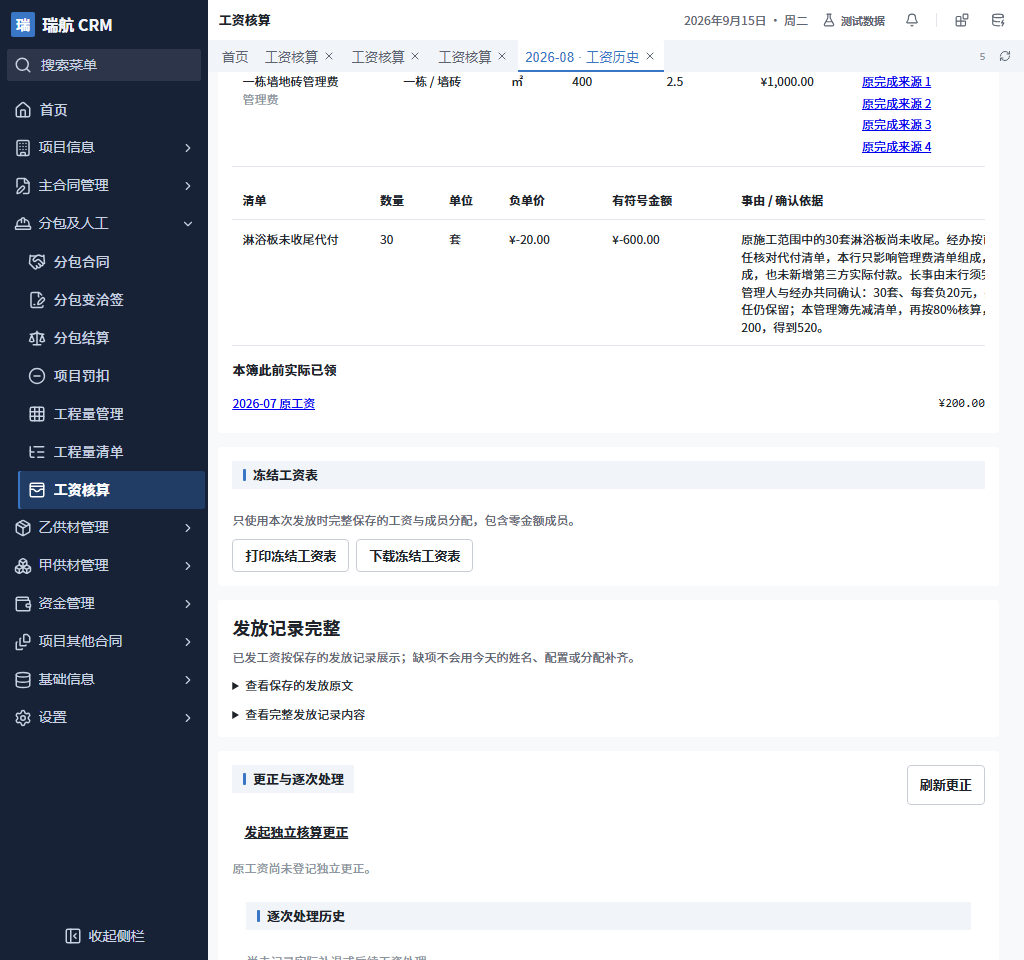 瑞 瑞航 CRM
搜索菜单
首页
项目信息
主合同管理
分包及人工
分包合同
分包变洽签
分包结算
项目罚扣
工程量管理
工程量清单
工资核算
乙供材管理
甲供材管理
资金管理
项目其他合同
基础信息
设置
收起侧栏
工资核算
2026年9月15日 · 周二 测试数据
首页 工资核算 × 工资核算 × 工资核算 × 2026-08 · 工资历史 × 5
一栋墙地砖管理费 一栋 / 墙砖 ㎡ 400 2.5 ¥1,000.00 原完成来源 1
管理费
原完成来源 2
原完成来源 3
原完成来源 4
清单 数量 单位 负单价 有符号金额 事由 / 确认依据
淋浴板未收尾代付 30 套 ¥-20.00 ¥-600.00 原施工范围中的30套淋浴板尚未收尾。经办按
任核对代付清单，本行只影响管理费清单组成，
成，也未新增第三方实际付款。长事由末行须
管理人与经办共同确认：30套、每套负20元，
任仍保留；本管理簿先减清单，再按80%核算，
200，得到520。
本簿此前实际已领
2026-07 原工资 ¥200.00
冻结工资表
只使用本次发放时完整保存的工资与成员分配，包含零金额成员。
打印冻结工资表 下载冻结工资表
发放记录完整
已发工资按保存的发放记录展示；缺项不会用今天的姓名、配置或分配补齐。
查看保存的发放原文
查看完整发放记录内容
更正与逐次处理
刷新更正
发起独立核算更正
原工资尚未登记独立更正。
逐次处理历史